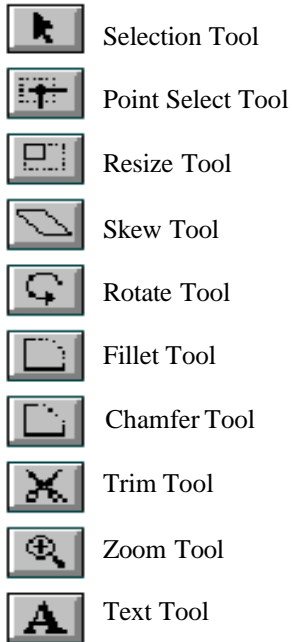 Selection Tool
Point Select Tool
Resize Tool
Skew Tool
Rotate Tool
Fillet Tool
Chamfer Tool
Trim Tool
Zoom Tool
A Text Tool